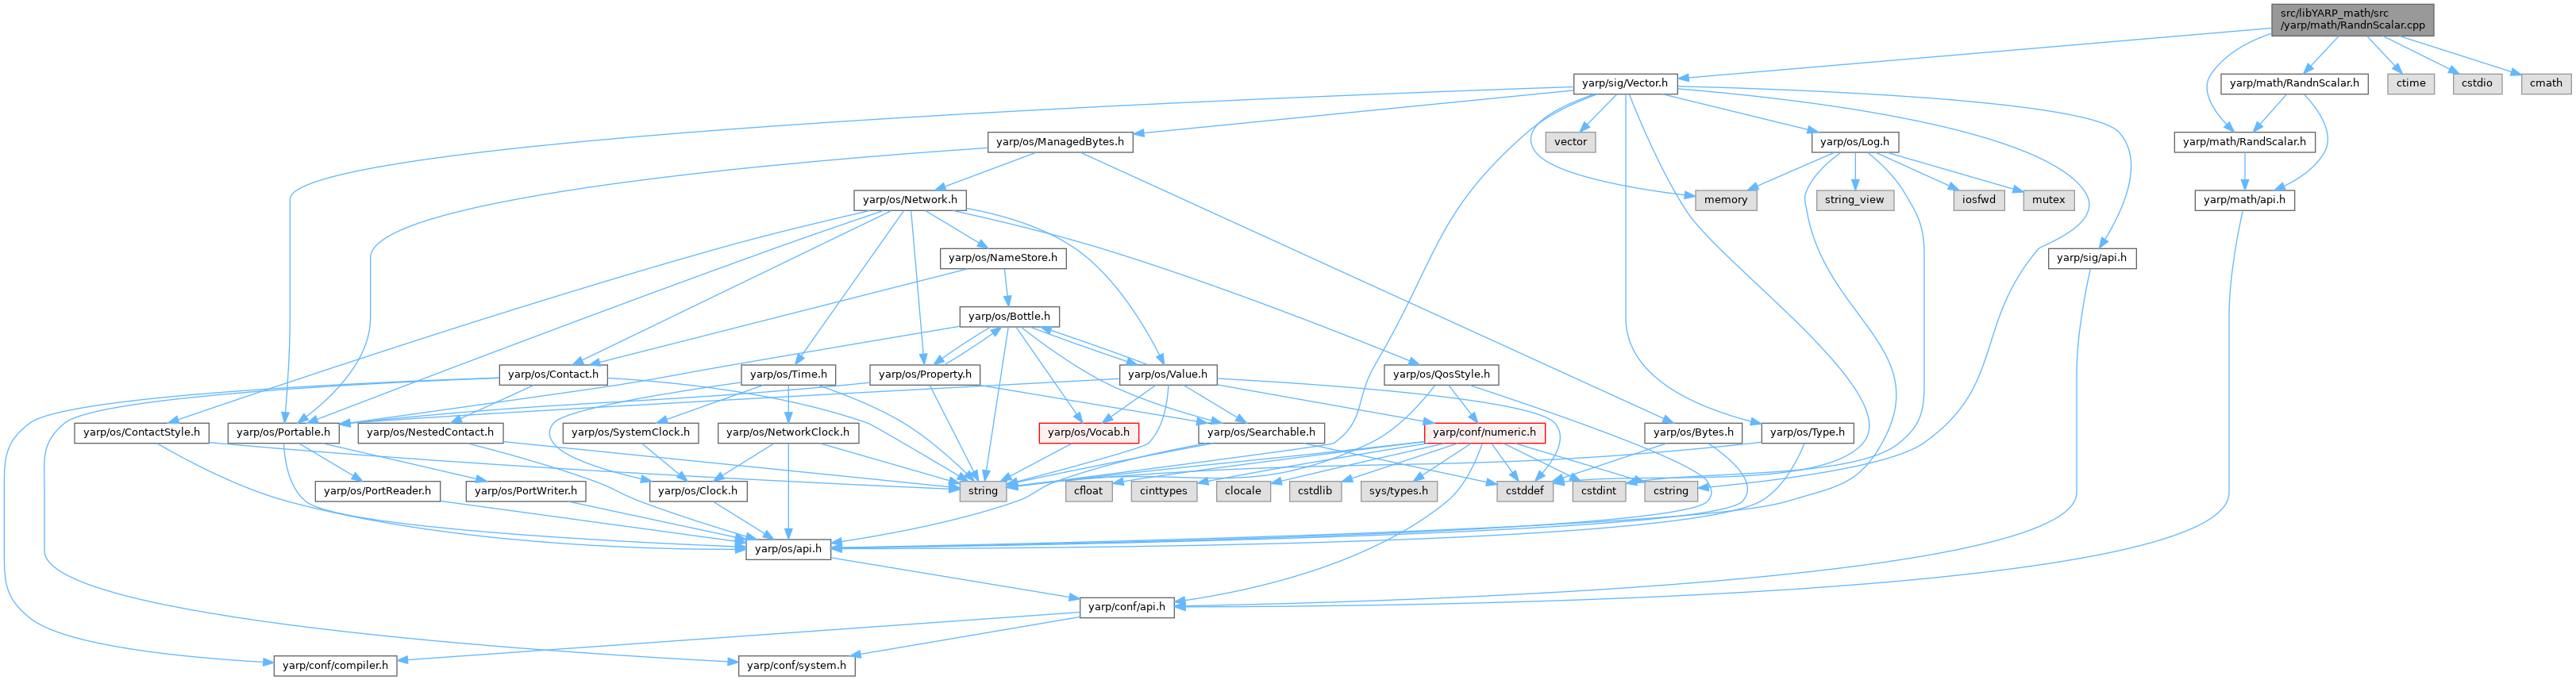 src/libYARP_math/src
/yarp/math/RandnScalar.cpp
yarp/sig/Vector.h
yarp/math/RandnScalar.h
ctime
cstdio
cmath
yarp/os/ManagedBytes.h
vector
yarp/os/Log.h
yarp/math/RandScalar.h
yarp/os/Network.h
memory
string_view
iosfwd
mutex
yarp/math/api.h
yarp/os/NameStore.h
yarp/sig/api.h
yarp/os/Bottle.h
yarp/os/Contact.h
yarp/os/Time.h
yarp/os/Property.h
yarp/os/Value.h
yarp/os/QosStyle.h
yarp/os/ContactStyle.h
yarp/os/Portable.h
yarp/os/NestedContact.h
yarp/os/SystemClock.h
yarp/os/NetworkClock.h
yarp/os/Vocab.h
yarp/os/Searchable.h
yarp/conf/numeric.h
yarp/os/Bytes.h
yarp/os/Type.h
yarp/os/PortReader.h
yarp/os/PortWriter.h
yarp/os/Clock.h
string
cfloat
cinttypes
clocale
cstdlib
sys/types.h
cstddef
cstdint
cstring
yarp/os/api.h
yarp/conf/api.h
yarp/conf/compiler.h
yarp/conf/system.h